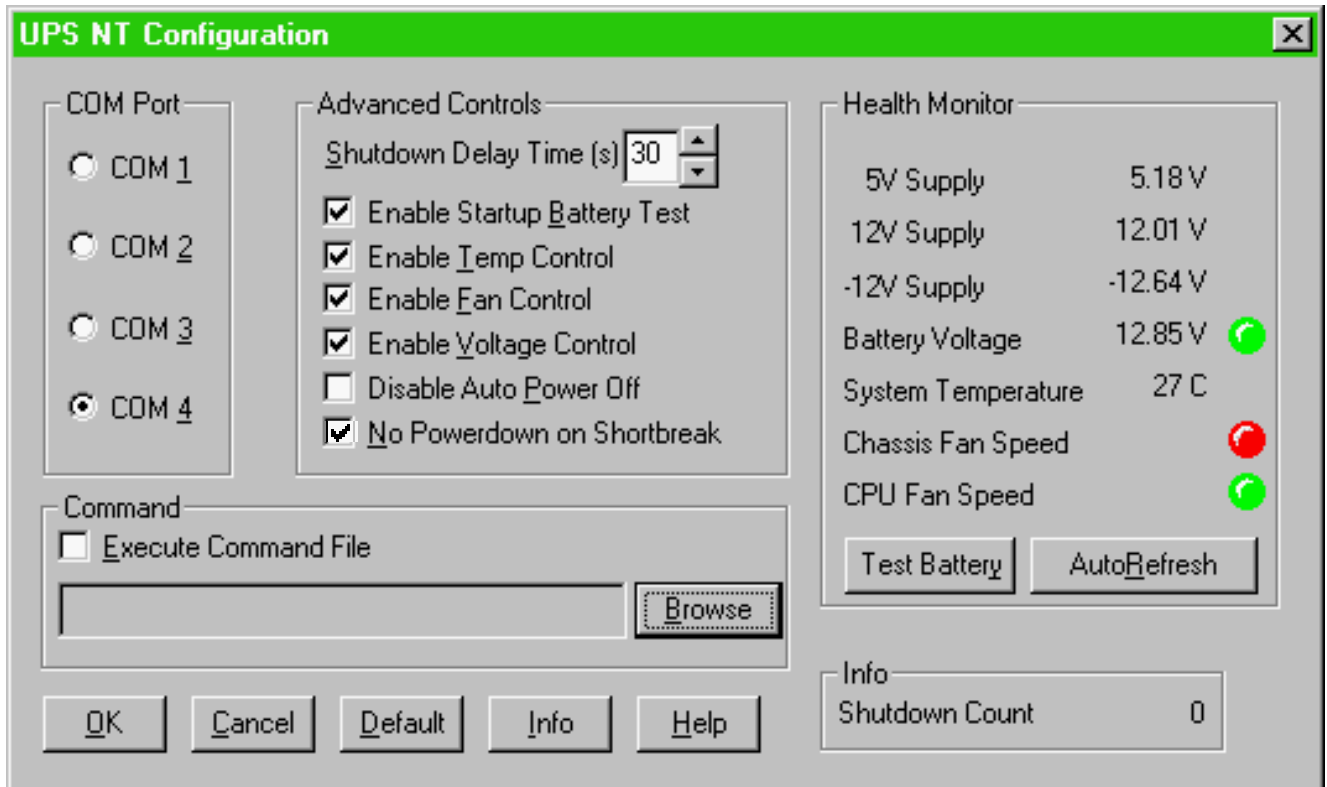 UPS NT Configuration
COM Port
COM 1
COM 2
COM 3
COM 4
Advanced Controls
Shutdown Delay Time (s) 30
Enable Startup Battery Test
Enable Temp Control
Enable Fan Control
Enable Voltage Control
Disable Auto Power Off
No Powerdown on Shortbreak
Command
Execute Command File
Browse
OK Cancel Default Info Help
Health Monitor
5V Supply 5.18 V
12V Supply 12.01 V
-12V Supply -12.64 V
Battery Voltage 12.85 V
System Temperature 27 C
Chassis Fan Speed
CPU Fan Speed
Test Battery AutoRefresh
Info
Shutdown Count 0